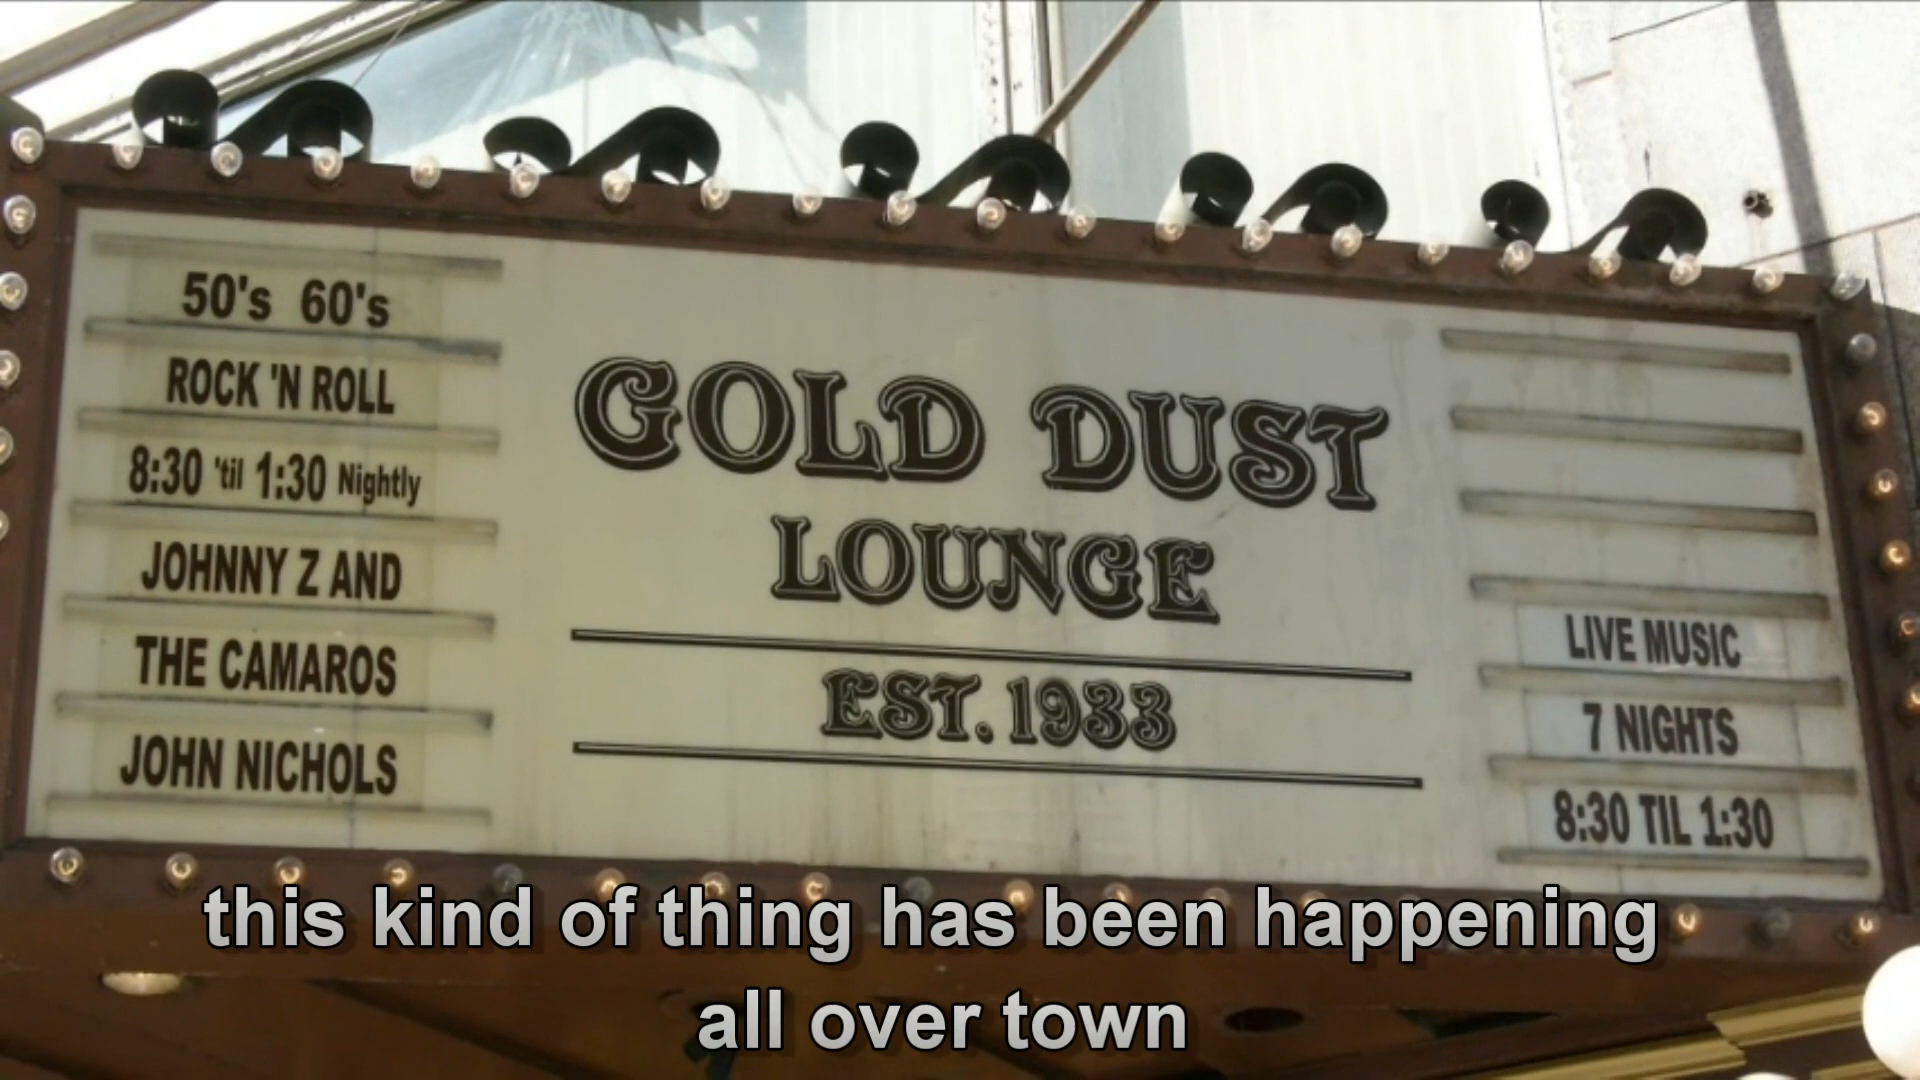 50's 60's
ROCK 'N ROLL
8:30 'til 1:30 Nightly
JOHNNY Z AND
THE CAMAROS
JOHN NICHOLS
GOLD DUST
LOUNGE
EST. 1933
LIVE MUSIC
7 NIGHTS
8:30 TIL 1:30
this kind of thing has been happening
all over town